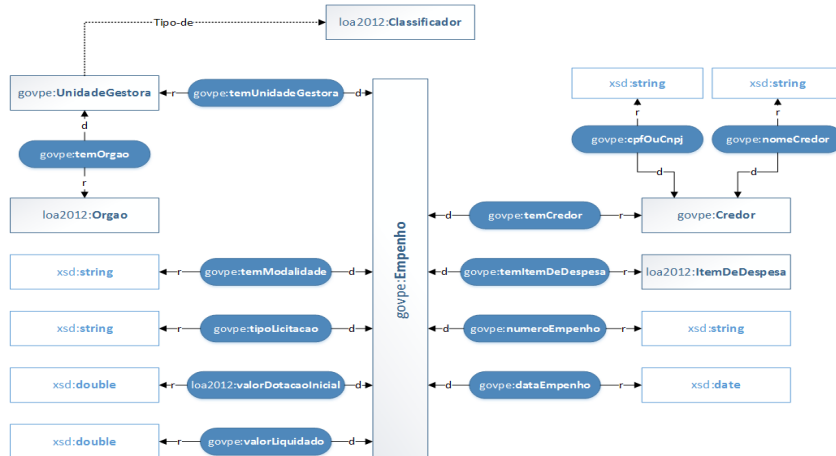 Tipo-de
loa2012:Classificador
govpe:UnidadeGestora
r
govpe:temUnidadeGestora
d
xsd:string
xsd:string
d
r
r
govpe:temOrgao
govpe:cpfOuCnpj
govpe:nomeCredor
r
d
d
loa2012:Orgao
govpe:Empenho
d
govpe:temCredor
r
govpe:Credor
xsd:string
r
govpe:temModalidade
d
d
govpe:temItemDeDespesa
r
loa2012:ItemDeDespesa
xsd:string
r
govpe:tipoLicitacao
d
d
govpe:numeroEmpenho
r
xsd:string
xsd:double
r
loa2012:valorDotacaoInicial
d
d
govpe:dataEmpenho
r
xsd:date
xsd:double
r
govpe:valorLiquidado
d